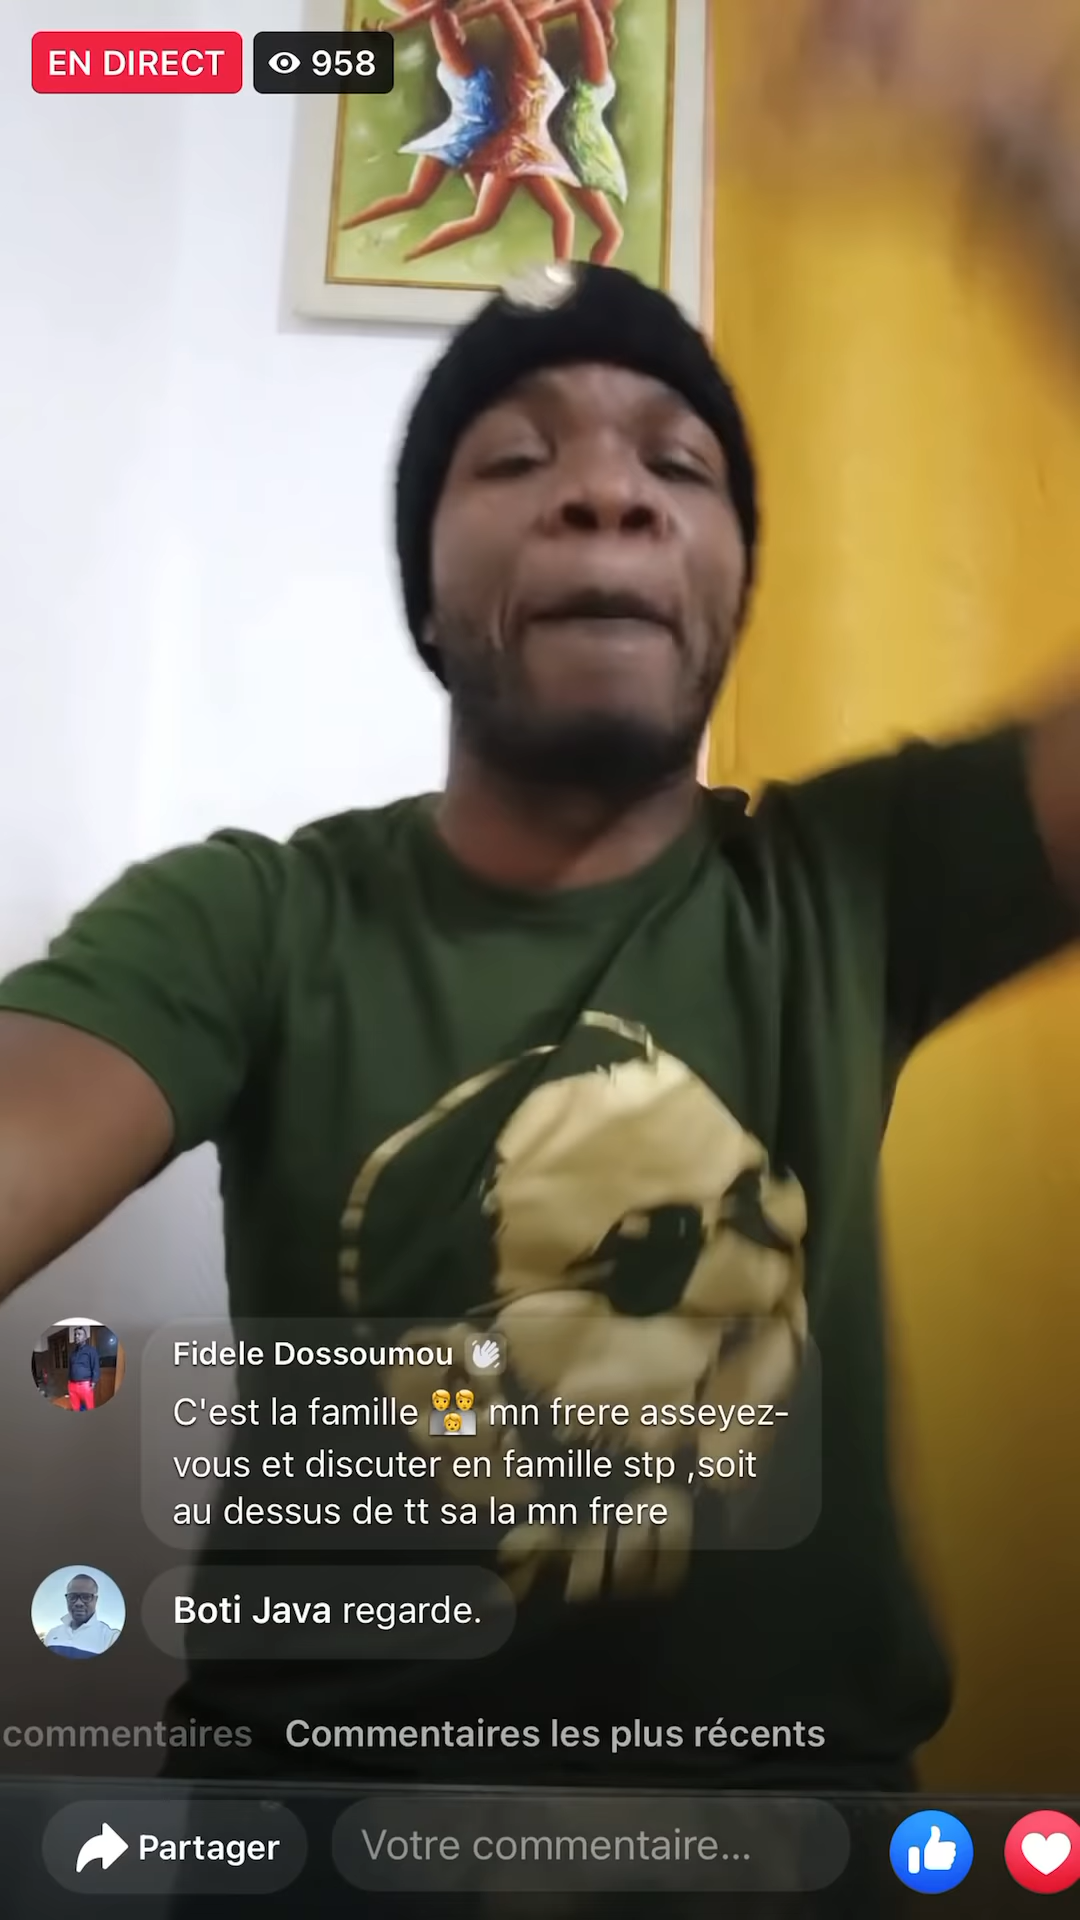 EN DIRECT 958
Fidele Dossoumou
C'est la famille mn frere asseyez-
vous et discuter en famille stp ,soit
au dessus de tt sa la mn frere
Boti Java regarde.
commentaires Commentaires les plus récents
Partager Votre commentaire...